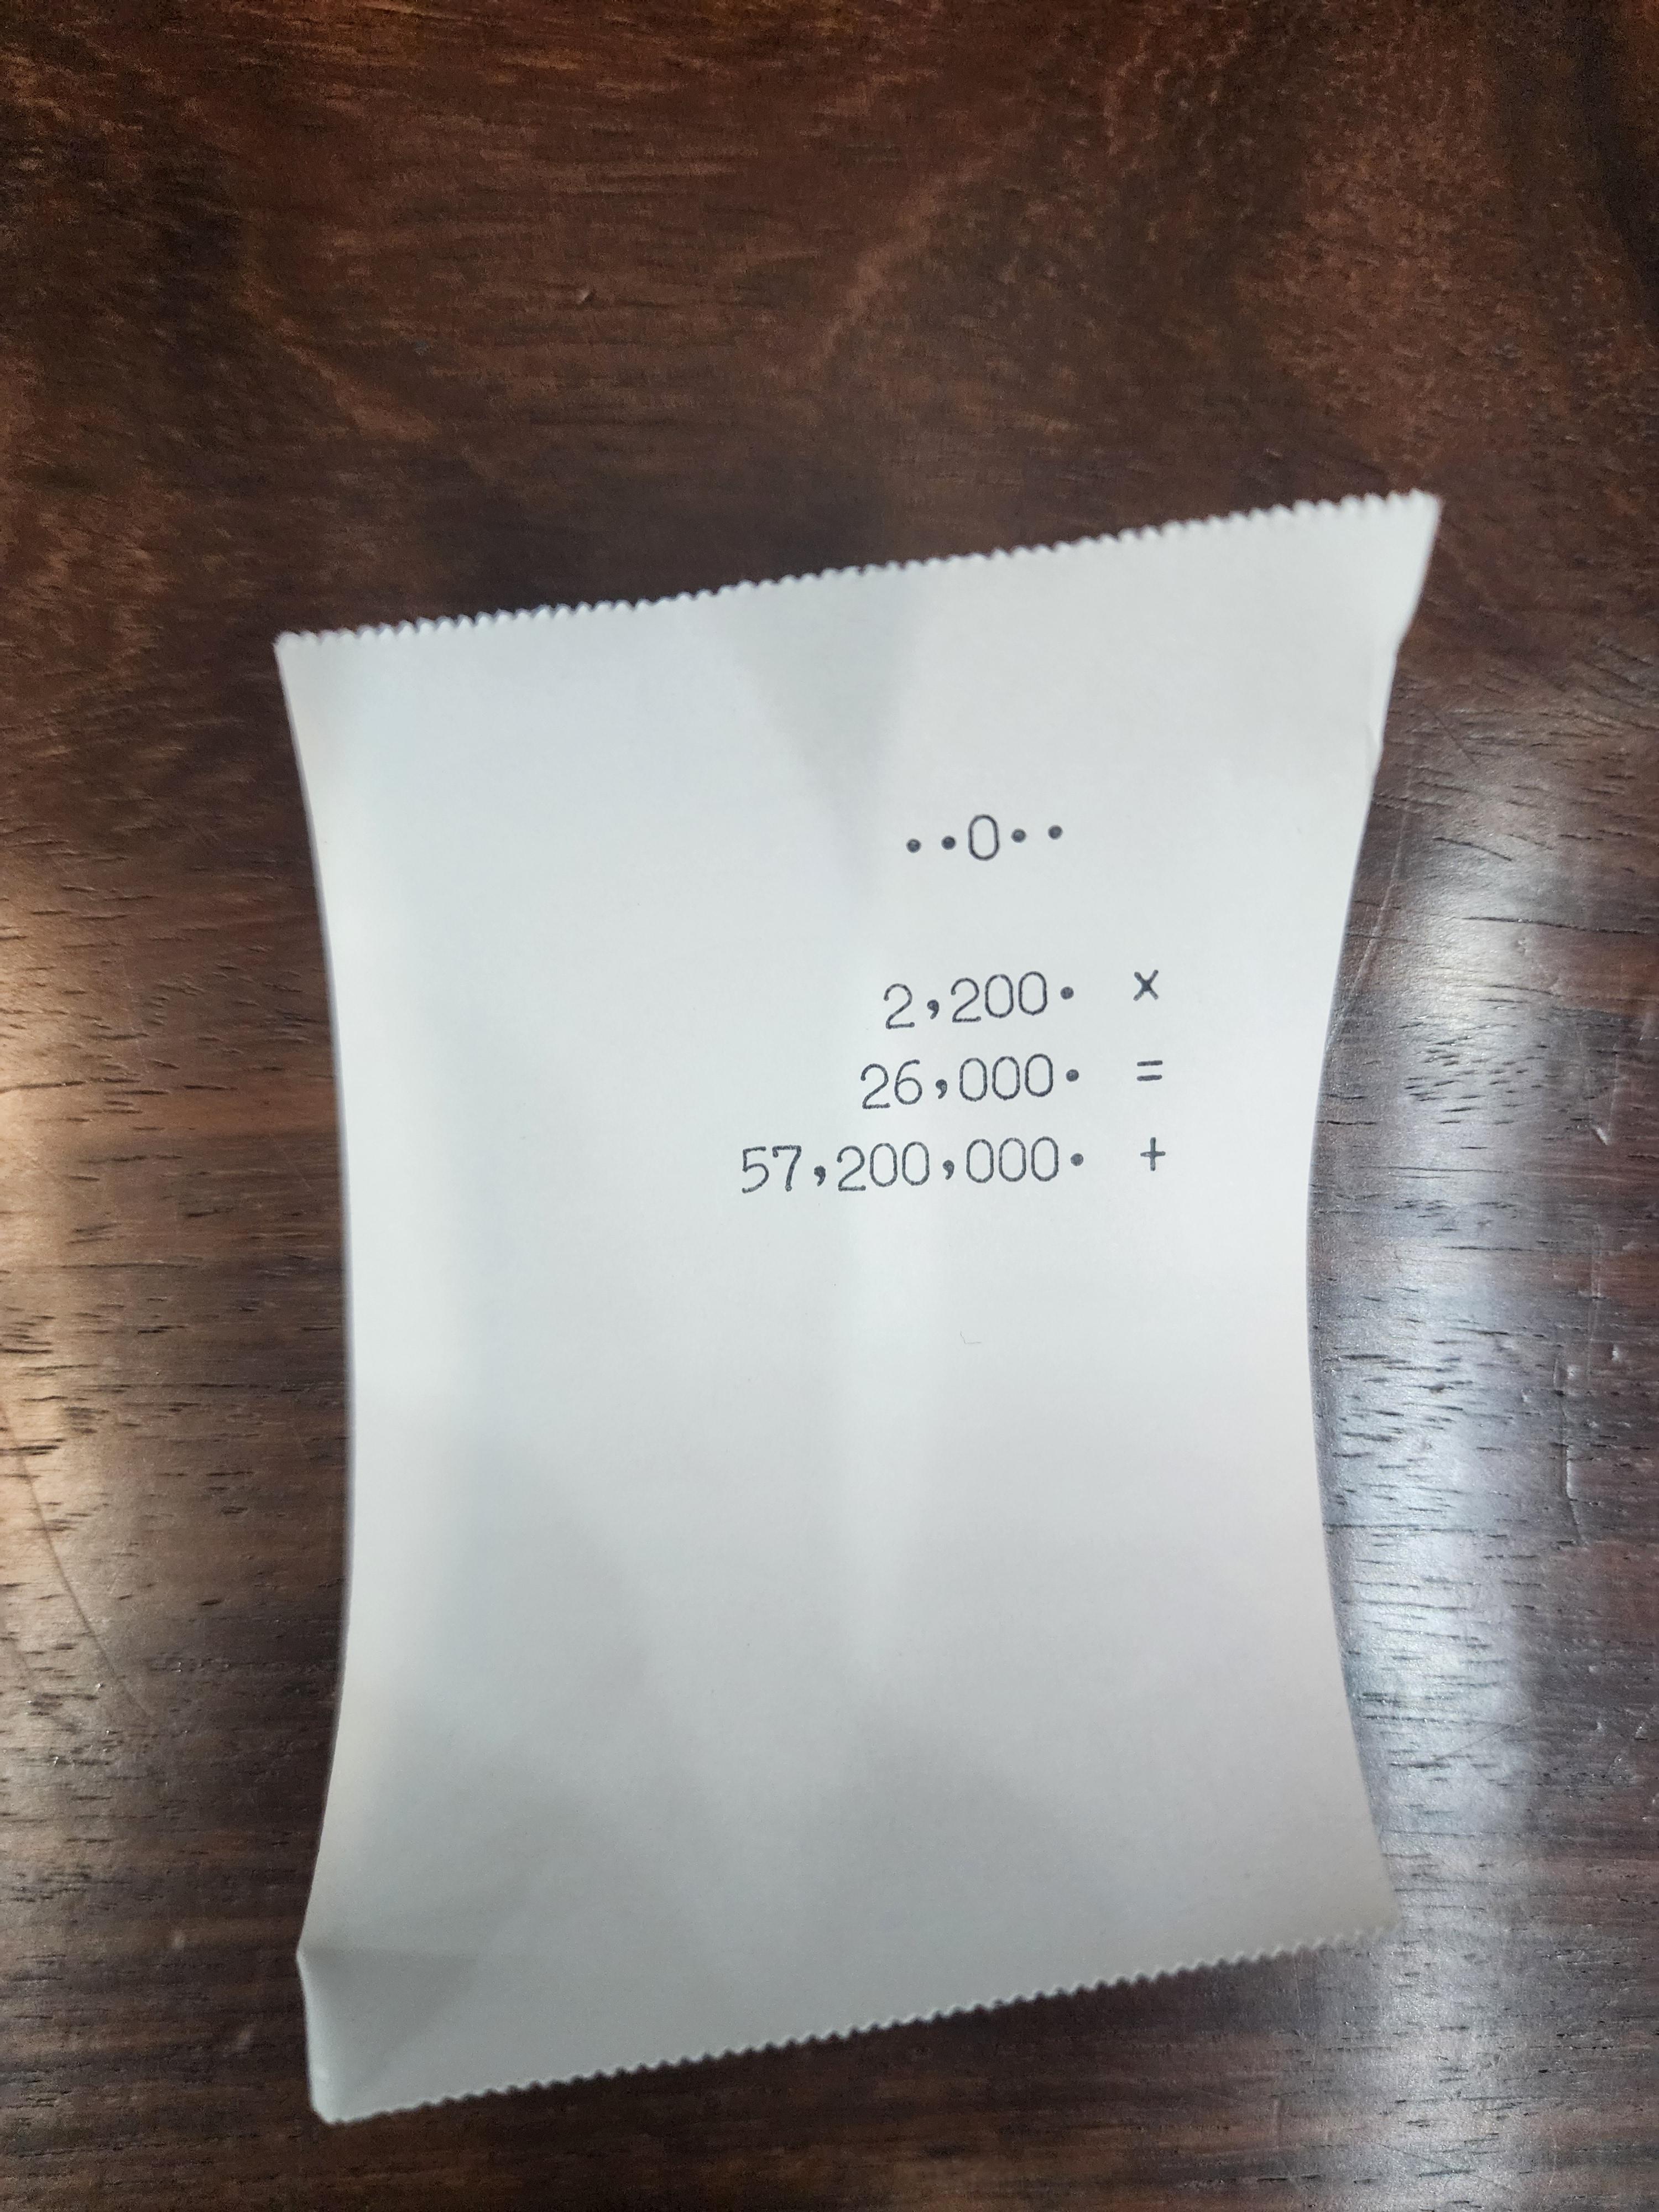 ··0··
2,200· x
26,000· =
57,200,000· +